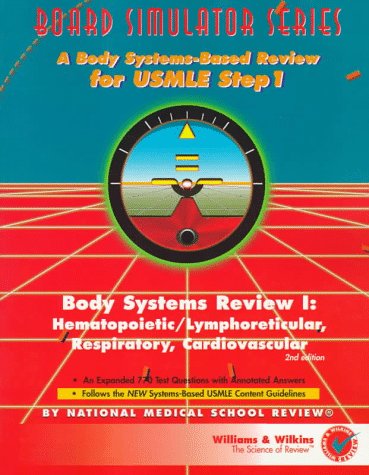 BOARD SIMULATOR SERIES
A Body Systems-Based Review
for USMLE Step 1
Body Systems Review I:
Hematopoietic/Lymphoreticular,
Respiratory, Cardiovascular
2nd edition
• An Expanded 770 Test Questions with Annotated Answers
• Follows the NEW Systems-Based USMLE Content Guidelines
BY NATIONAL MEDICAL SCHOOL REVIEW®
Williams & Wilkins
The Science of Review™